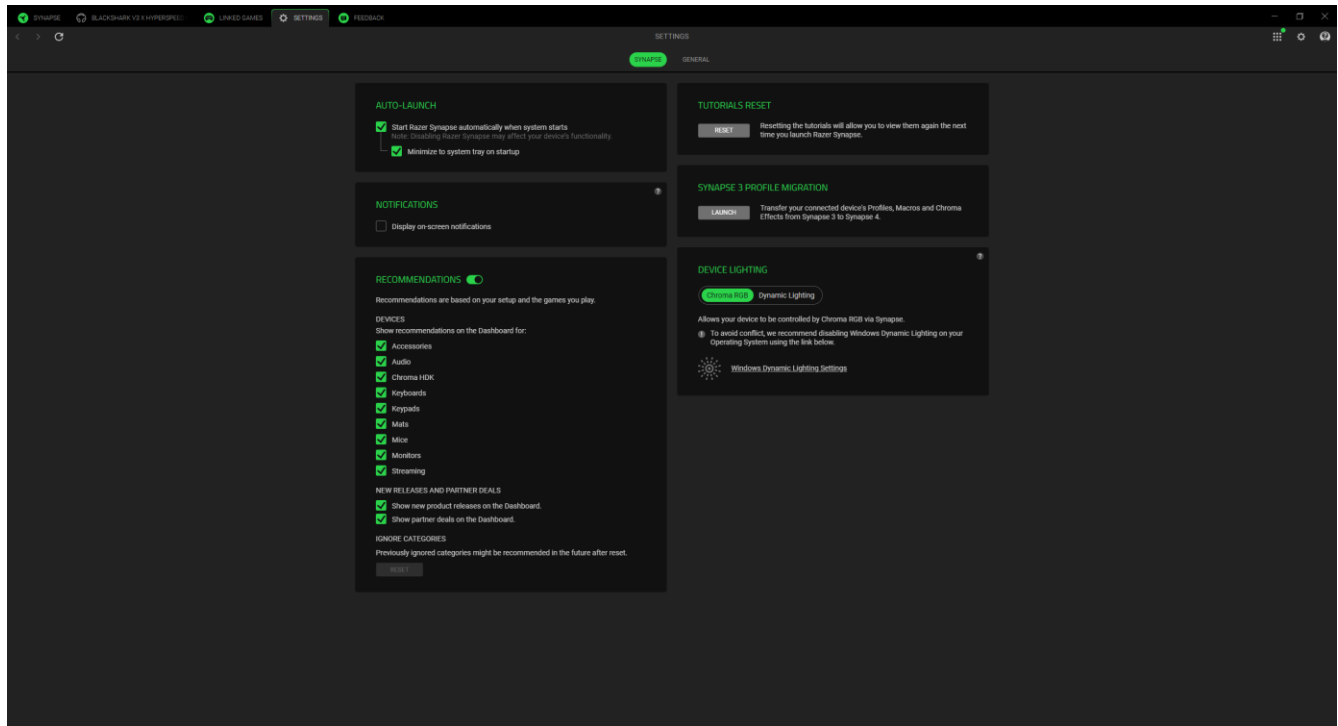 SYNAPSE
BLACKSHARK V3 X HYPERSPEED
LINKED GAMES
SETTINGS
FEEDBACK
SETTINGS
SYNAPSE
GENERAL
AUTO-LAUNCH
Start Razer Synapse automatically when system starts
Note: Disabling Razer Synapse may affect your device's functionality.
Minimize to system tray on startup
NOTIFICATIONS
Display on-screen notifications
RECOMMENDATIONS
Recommendations are based on your setup and the games you play.
DEVICES
Show recommendations on the Dashboard for:
Accessories
Audio
Chroma HDK
Keyboards
Keypads
Mats
Mice
Monitors
Streaming
NEW RELEASES AND PARTNER DEALS
Show new product releases on the Dashboard.
Show partner deals on the Dashboard.
IGNORE CATEGORIES
Previously ignored categories might be recommended in the future after reset.
RESET
TUTORIALS RESET
RESET
Resetting the tutorials will allow you to view them again the next
time you launch Razer Synapse.
SYNAPSE 3 PROFILE MIGRATION
LAUNCH
Transfer your connected device's Profiles, Macros and Chroma
Effects from Synapse 3 to Synapse 4.
DEVICE LIGHTING
Chroma RGB
Dynamic Lighting
Allows your device to be controlled by Chroma RGB via Synapse.
To avoid conflict, we recommend disabling Windows Dynamic Lighting on your
Operating System using the link below.
Windows Dynamic Lighting Settings